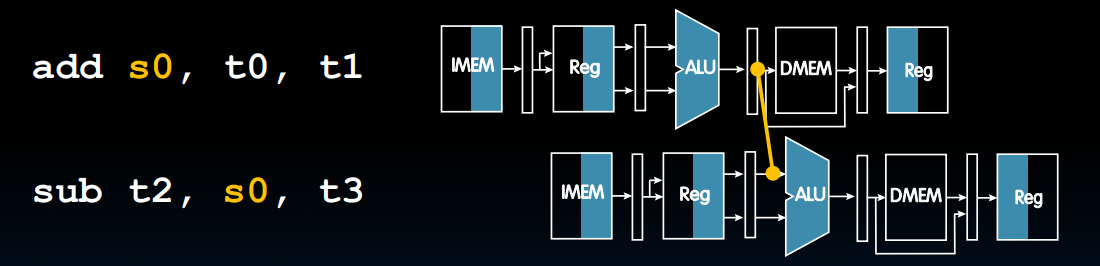 add s0, t0, t1
IMEM Reg ALU DMEM Reg
sub t2, s0, t3
IMEM Reg ALU DMEM Reg